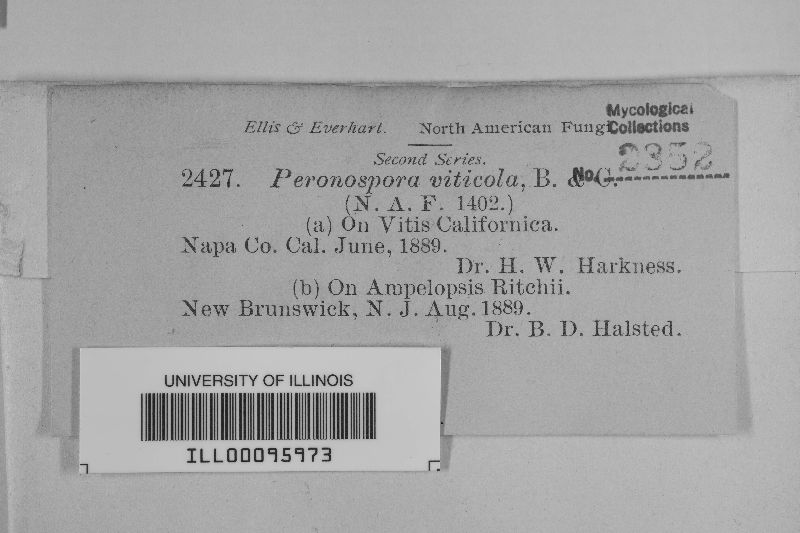 Ellis & Everhart. North American Fungi
Mycological
Collections
Second Series.
No. 2352
2427. Peronospora viticola, B. & C.
(N. A. F. 1402.)
(a) On Vitis Californica.
Napa Co. Cal. June, 1889.
Dr. H. W. Harkness.
(b) On Ampelopsis Ritchii.
New Brunswick, N. J. Aug. 1889.
Dr. B. D. Halsted.
UNIVERSITY OF ILLINOIS
ILL00095973